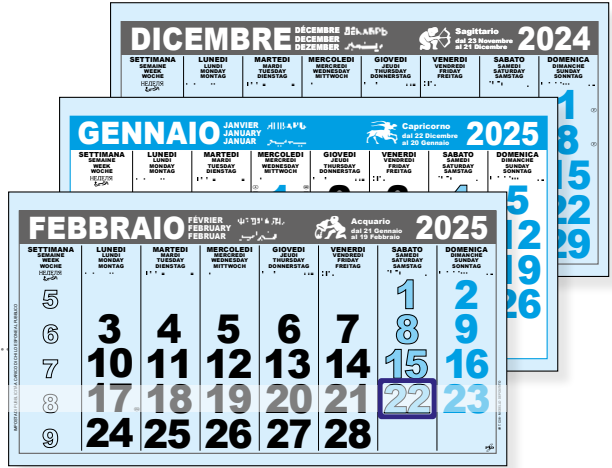 DICEMBRE DÉCEMBRE DECEMBER DEZEMBER ДЕКАБРЬ Sagittario dal 23 Novembre al 21 Dicembre 2024
SETTIMANA LUNEDI MARTEDI MERCOLEDI GIOVEDI VENERDI SABATO DOMENICA
SEMAINE LUNDI MARDI MERCREDI JEUDI VENDREDI SAMEDI DIMANCHE
WEEK MONDAY TUESDAY WEDNESDAY THURSDAY FRIDAY SATURDAY SUNDAY
WOCHE MONTAG DIENSTAG MITTWOCH DONNERSTAG FREITAG SAMSTAG SONNTAG
НЕДЕЛЯ
1
8
15
22
29
GENNAIO JANVIER JANUARY JANUAR Capricorno dal 22 Dicembre al 20 Gennaio 2025
SETTIMANA LUNEDI MARTEDI MERCOLEDI GIOVEDI VENERDI SABATO DOMENICA
SEMAINE LUNDI MARDI MERCREDI JEUDI VENDREDI SAMEDI DIMANCHE
WEEK MONDAY TUESDAY WEDNESDAY THURSDAY FRIDAY SATURDAY SUNDAY
WOCHE MONTAG DIENSTAG MITTWOCH DONNERSTAG FREITAG SAMSTAG SONNTAG
НЕДЕЛЯ
5
12
19
26
FEBBRAIO FÉVRIER FEBRUARY FEBRUAR Acquario dal 21 Gennaio al 19 Febbraio 2025
SETTIMANA LUNEDI MARTEDI MERCOLEDI GIOVEDI VENERDI SABATO DOMENICA
SEMAINE LUNDI MARDI MERCREDI JEUDI VENDREDI SAMEDI DIMANCHE
WEEK MONDAY TUESDAY WEDNESDAY THURSDAY FRIDAY SATURDAY SUNDAY
WOCHE MONTAG DIENSTAG MITTWOCH DONNERSTAG FREITAG SAMSTAG SONNTAG
НЕДЕЛЯ
5 1 2
6 3 4 5 6 7 8 9
7 10 11 12 13 14 15 16
8 17 18 19 20 21 22 23
9 24 25 26 27 28